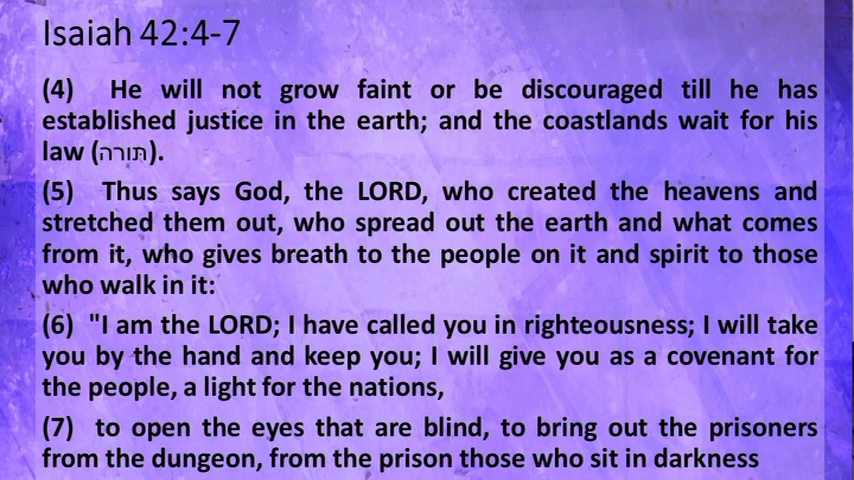 Isaiah 42:4-7
(4) He will not grow faint or be discouraged till he has
established justice in the earth; and the coastlands wait for his
law (תּורה).
(5) Thus says God, the LORD, who created the heavens and
stretched them out, who spread out the earth and what comes
from it, who gives breath to the people on it and spirit to those
who walk in it:
(6) "I am the LORD; I have called you in righteousness; I will take
you by the hand and keep you; I will give you as a covenant for
the people, a light for the nations,
(7) to open the eyes that are blind, to bring out the prisoners
from the dungeon, from the prison those who sit in darkness